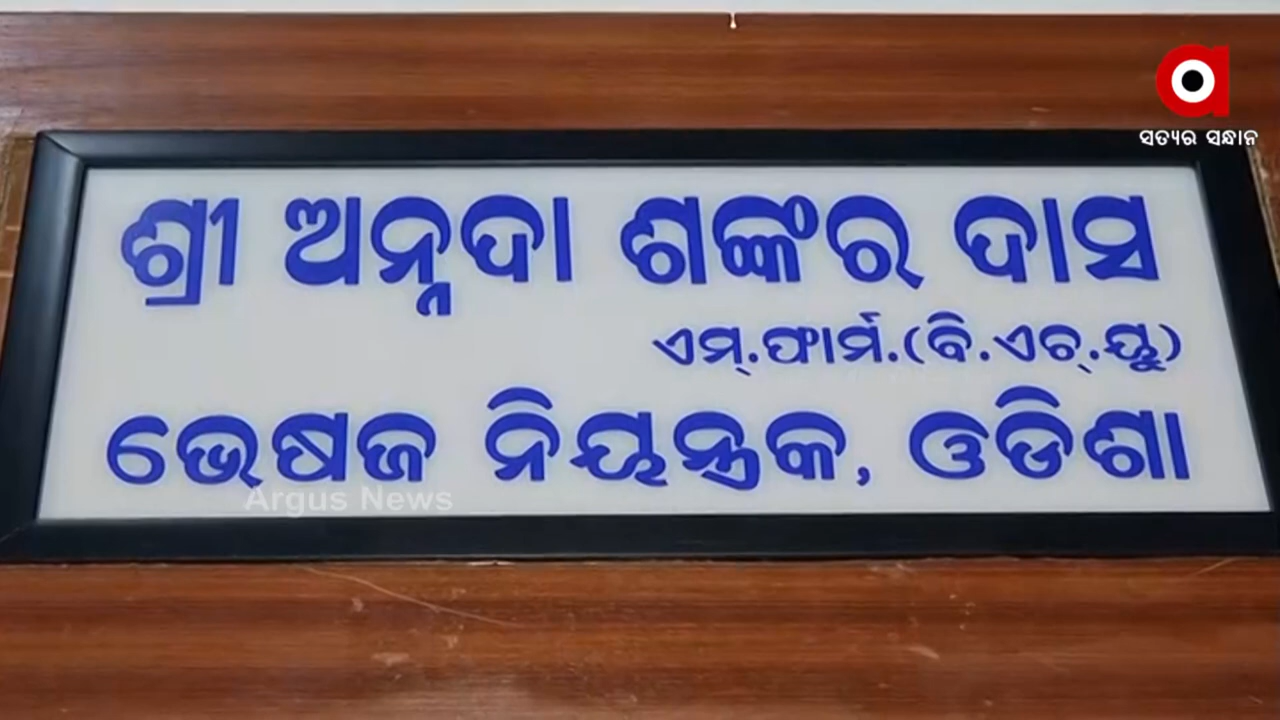 ସତ୍ୟର ସନ୍ଧାନ
ଶ୍ରୀ ଅନ୍ନଦା ଶଙ୍କର ଦାସ
ଏମ୍.ଫାର୍ମ.(ବି.ଏଚ୍.ୟୁ)
ଭେଷଜ ନିୟନ୍ତ୍ରକ, ଓଡିଶା
Argus News